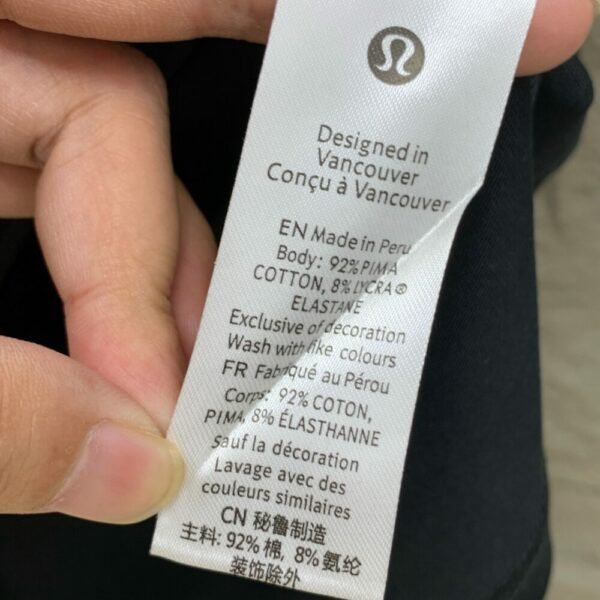 Designed in
Vancouver
Conçu à Vancouver
EN Made in Peru
Body: 92% PIMA
COTTON, 8% LYCRA®
ELASTANE
Exclusive of decoration
Wash with like colours
FR Fabriqué au Pérou
Corps: 92% COTON,
PIMA, 8% ÉLASTHANNE
sauf la décoration
Lavage avec des
couleurs similaires
CN 秘鲁制造
主料: 92% 棉, 8% 氨纶
装饰除外